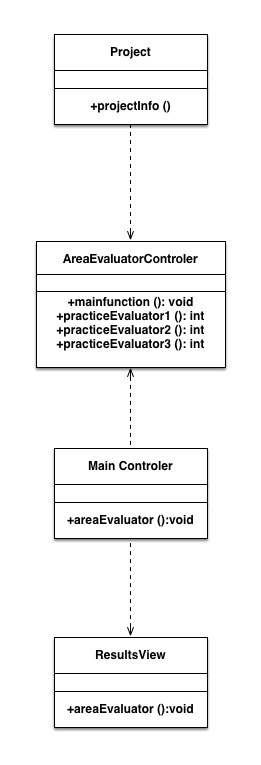 Project
+projectInfo ()
AreaEvaluatorControler
+mainfunction (): void
+practiceEvaluator1 (): int
+practiceEvaluator2 (): int
+practiceEvaluator3 (): int
Main Controler
+areaEvaluator ():void
ResultsView
+areaEvaluator ():void